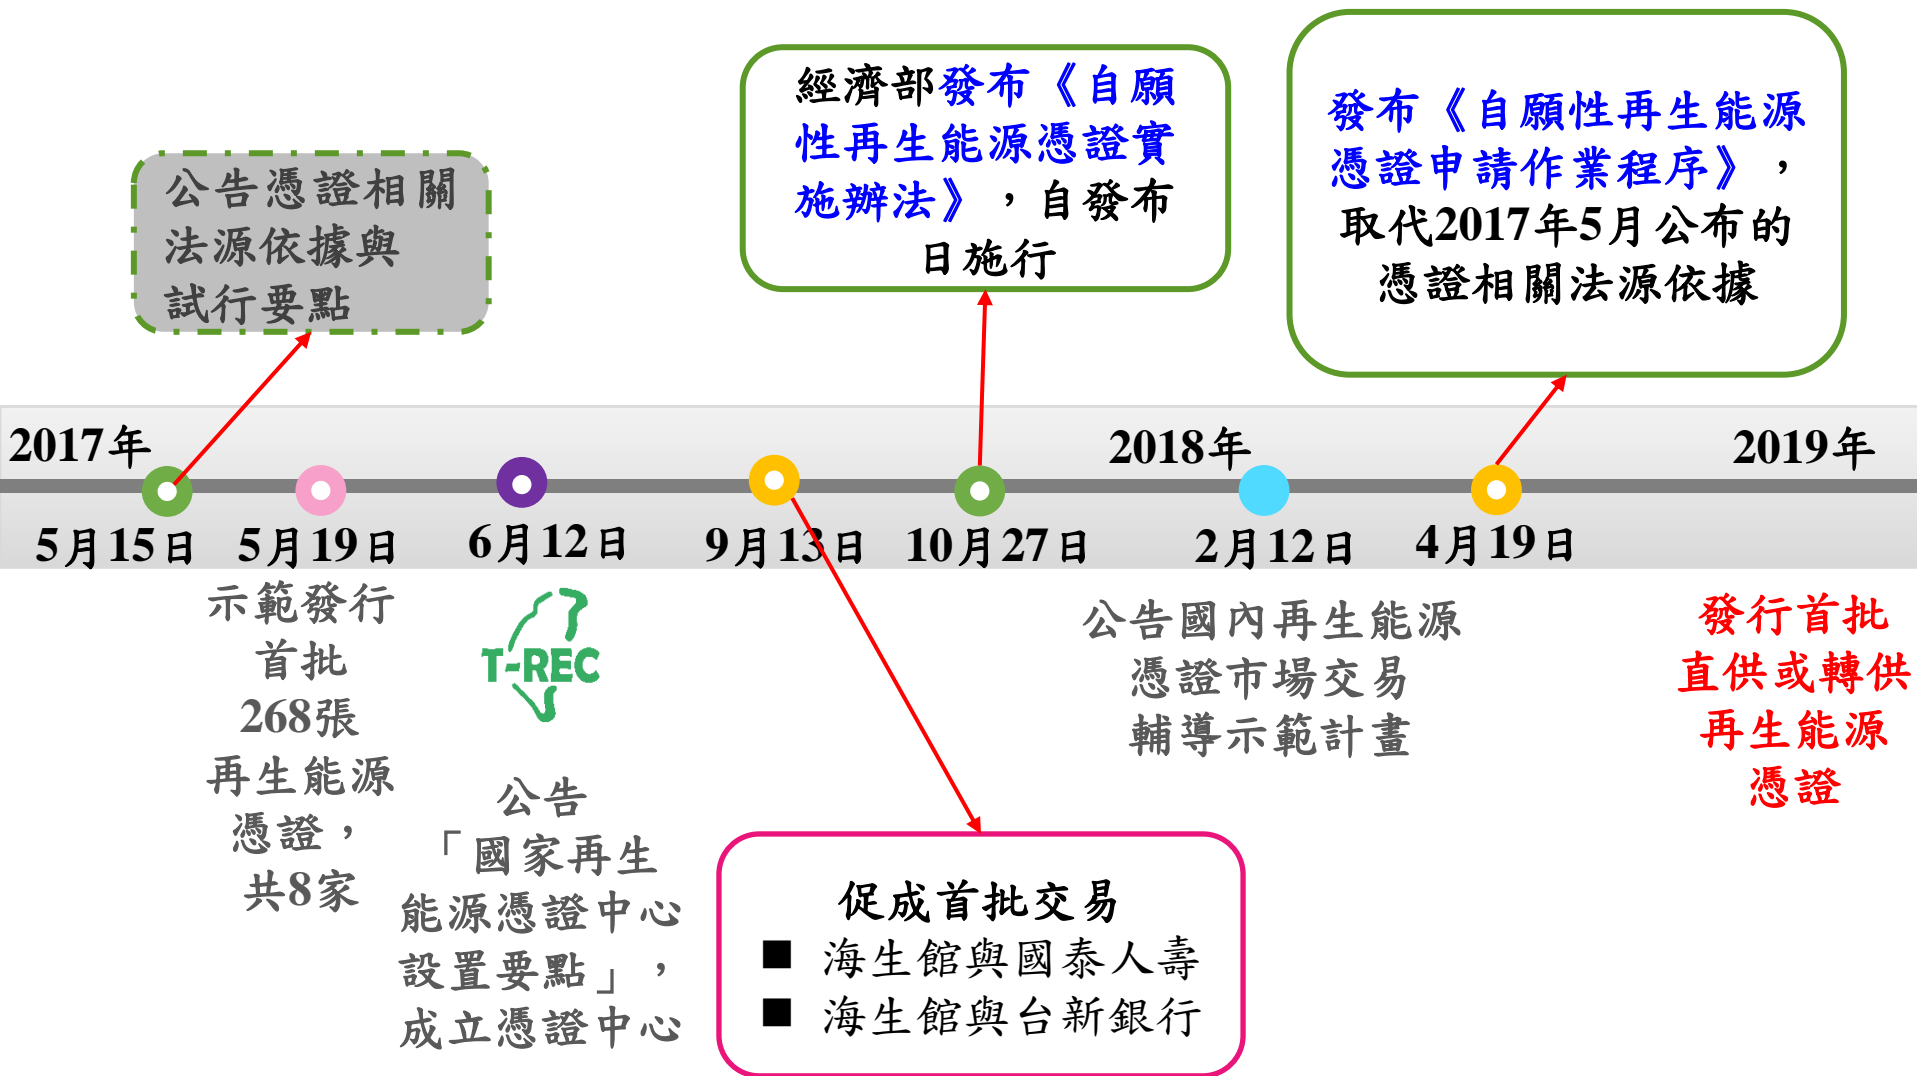 公告憑證相關
法源依據與
試行要點
經濟部發布《自願
性再生能源憑證實
施辦法》，自發布
日施行
發布《自願性再生能源
憑證申請作業程序》，
取代2017年5月公布的
憑證相關法源依據
2017年
2018年
2019年
5月15日
5月19日
6月12日
9月13日
10月27日
2月12日
4月19日
示範發行
首批
268張
再生能源
憑證，
共8家
T-REC
公告
「國家再生
能源憑證中心
設置要點」，
成立憑證中心
促成首批交易
■ 海生館與國泰人壽
■ 海生館與台新銀行
公告國內再生能源
憑證市場交易
輔導示範計畫
發行首批
直供或轉供
再生能源
憑證